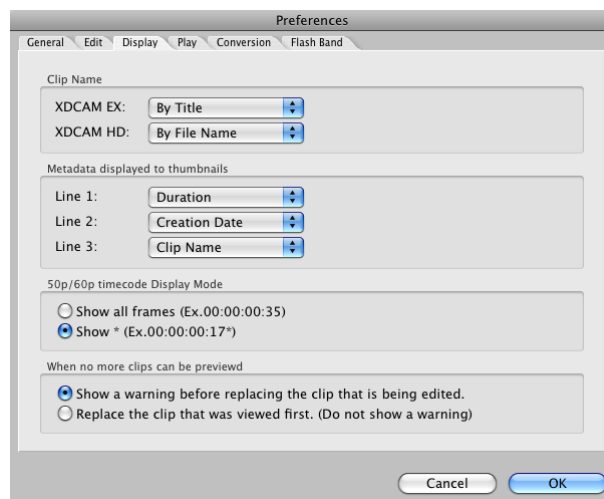 Preferences
General Edit Display Play Conversion Flash Band
Clip Name
XDCAM EX: By Title
XDCAM HD: By File Name
Metadata displayed to thumbnails
Line 1: Duration
Line 2: Creation Date
Line 3: Clip Name
50p/60p timecode Display Mode
Show all frames (Ex.00:00:00:35)
Show * (Ex.00:00:00:17*)
When no more clips can be previewd
Show a warning before replacing the clip that is being edited.
Replace the clip that was viewed first. (Do not show a warning)
Cancel OK